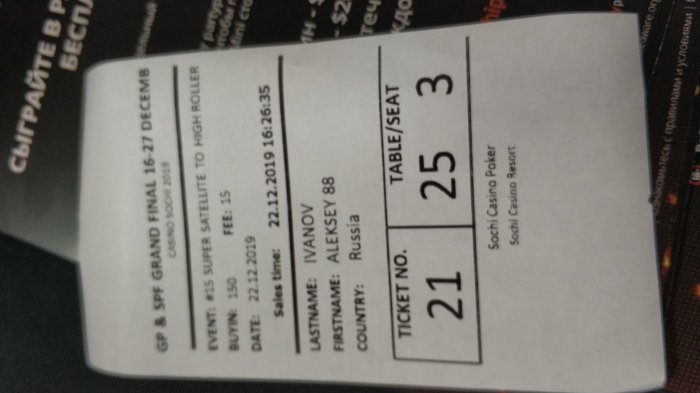 GP & SPF GRAND FINAL 16-27 DECEMB
CASINO SOCHI 2019
EVENT: #15 SUPER SATELLITE TO HIGH ROLLER
BUYIN: 150 FEE: 15
DATE: 22.12.2019
Sales time: 22.12.2019 16:26:35
LASTNAME: IVANOV
FIRSTNAME: ALEKSEY 88
COUNTRY: Russia
TICKET NO. TABLE/SEAT
21 25 3
Sochi Casino Poker
Sochi Casino Resort
СЫГРАЙТЕ В
правилами и условиями